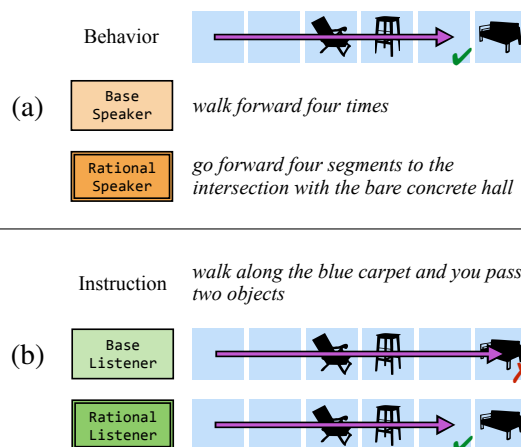 Behavior
(a)
Base
Speaker
walk forward four times
Rational
Speaker
go forward four segments to the
intersection with the bare concrete hall
Instruction
walk along the blue carpet and you pass
two objects
(b)
Base
Listener
Rational
Listener